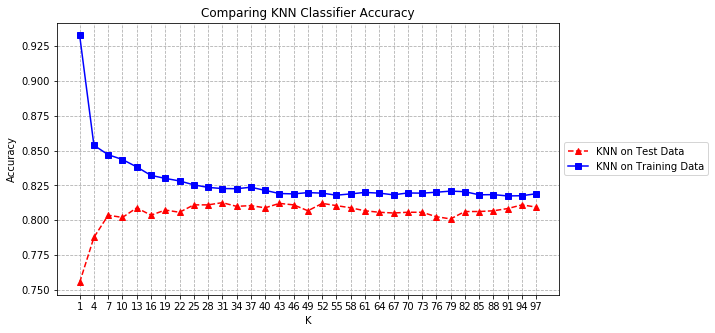 Comparing KNN Classifier Accuracy
0.925
0.900
0.875
0.850
0.825
0.800
0.775
0.750
Accuracy
1 4 7 10 13 16 19 22 25 28 31 34 37 40 43 46 49 52 55 58 61 64 67 70 73 76 79 82 85 88 91 94 97
K
KNN on Test Data
KNN on Training Data